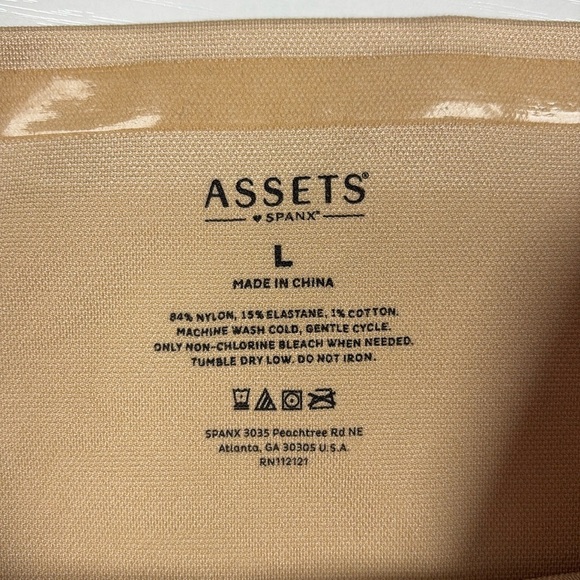 ASSETS®
♥ SPANX®
L
MADE IN CHINA
84% NYLON, 15% ELASTANE, 1% COTTON.
MACHINE WASH COLD, GENTLE CYCLE.
ONLY NON-CHLORINE BLEACH WHEN NEEDED.
TUMBLE DRY LOW. DO NOT IRON.
SPANX 3035 Peachtree Rd NE
Atlanta, GA 30305 U.S.A.
RN112121